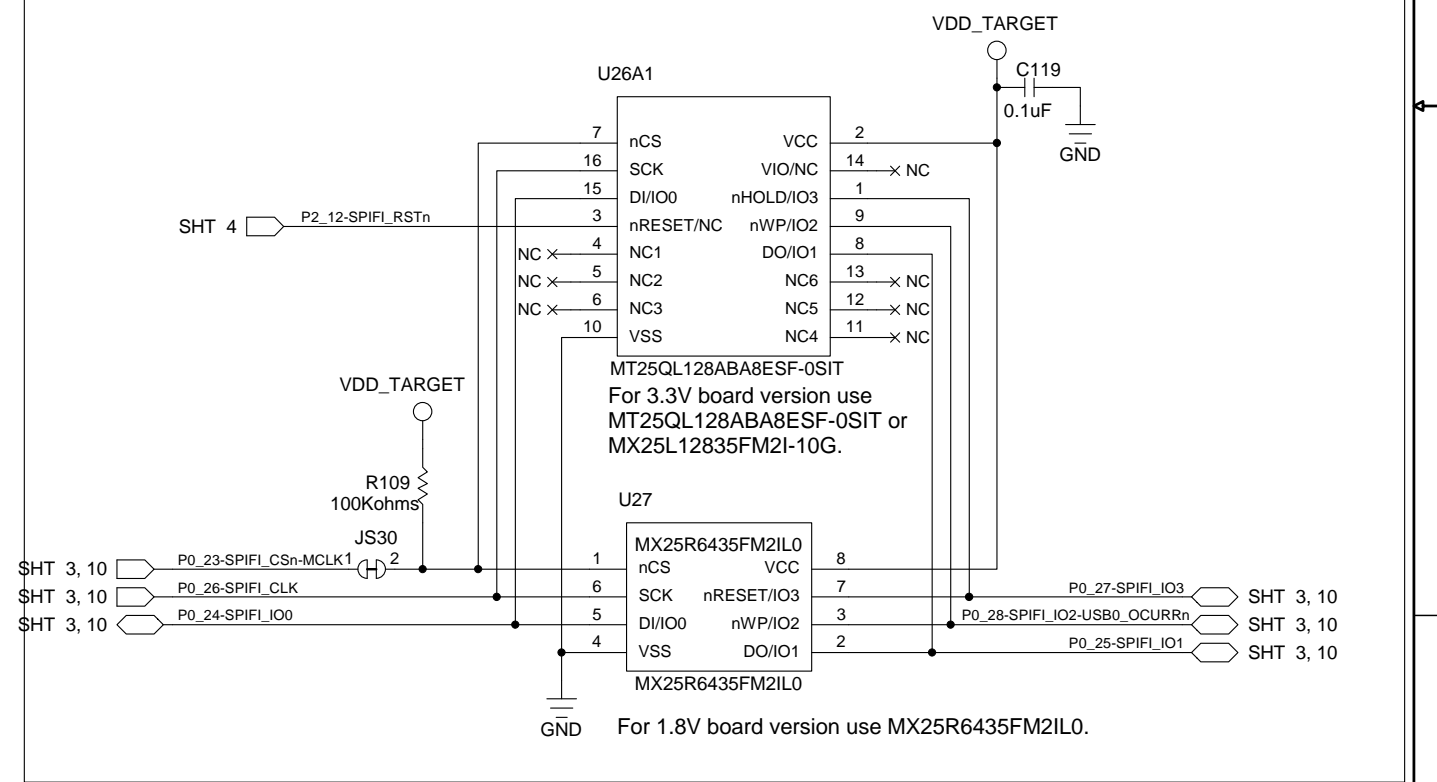 VDD_TARGET
C119
0.1uF
GND
U26A1
7 nCS VCC 2
16 SCK VIO/NC 14 NC
15 DI/IO0 nHOLD/IO3 1
SHT 4 P2_12-SPIFI_RSTn 3 nRESET/NC nWP/IO2 9
NC 4 NC1 DO/IO1 8
NC 5 NC2 NC6 13 NC
NC 6 NC3 NC5 12 NC
10 VSS NC4 11 NC
MT25QL128ABA8ESF-0SIT
For 3.3V board version use
MT25QL128ABA8ESF-0SIT or
MX25L12835FM2I-10G.
VDD_TARGET
R109
100Kohms
U27
JS30
MX25R6435FM2IL0
SHT 3, 10 P0_23-SPIFI_CSn-MCLK 1 2 1 nCS VCC 8
SHT 3, 10 P0_26-SPIFI_CLK 6 SCK nRESET/IO3 7 P0_27-SPIFI_IO3 SHT 3, 10
SHT 3, 10 P0_24-SPIFI_IO0 5 DI/IO0 nWP/IO2 3 P0_28-SPIFI_IO2-USB0_OCURRn SHT 3, 10
4 VSS DO/IO1 2 P0_25-SPIFI_IO1 SHT 3, 10
MX25R6435FM2IL0
GND
For 1.8V board version use MX25R6435FM2IL0.